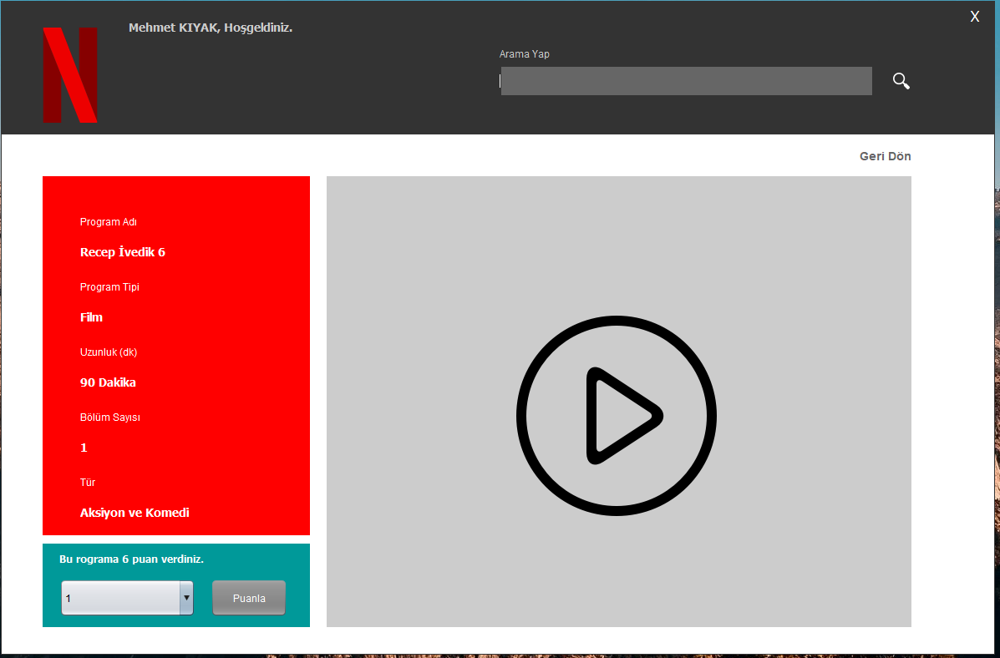 Mehmet KIYAK, Hoşgeldiniz.
X
Arama Yap
Geri Dön
Program Adı
Recep İvedik 6
Program Tipi
Film
Uzunluk (dk)
90 Dakika
Bölüm Sayısı
1
Tür
Aksiyon ve Komedi
Bu rograma 6 puan verdiniz.
1
Puanla